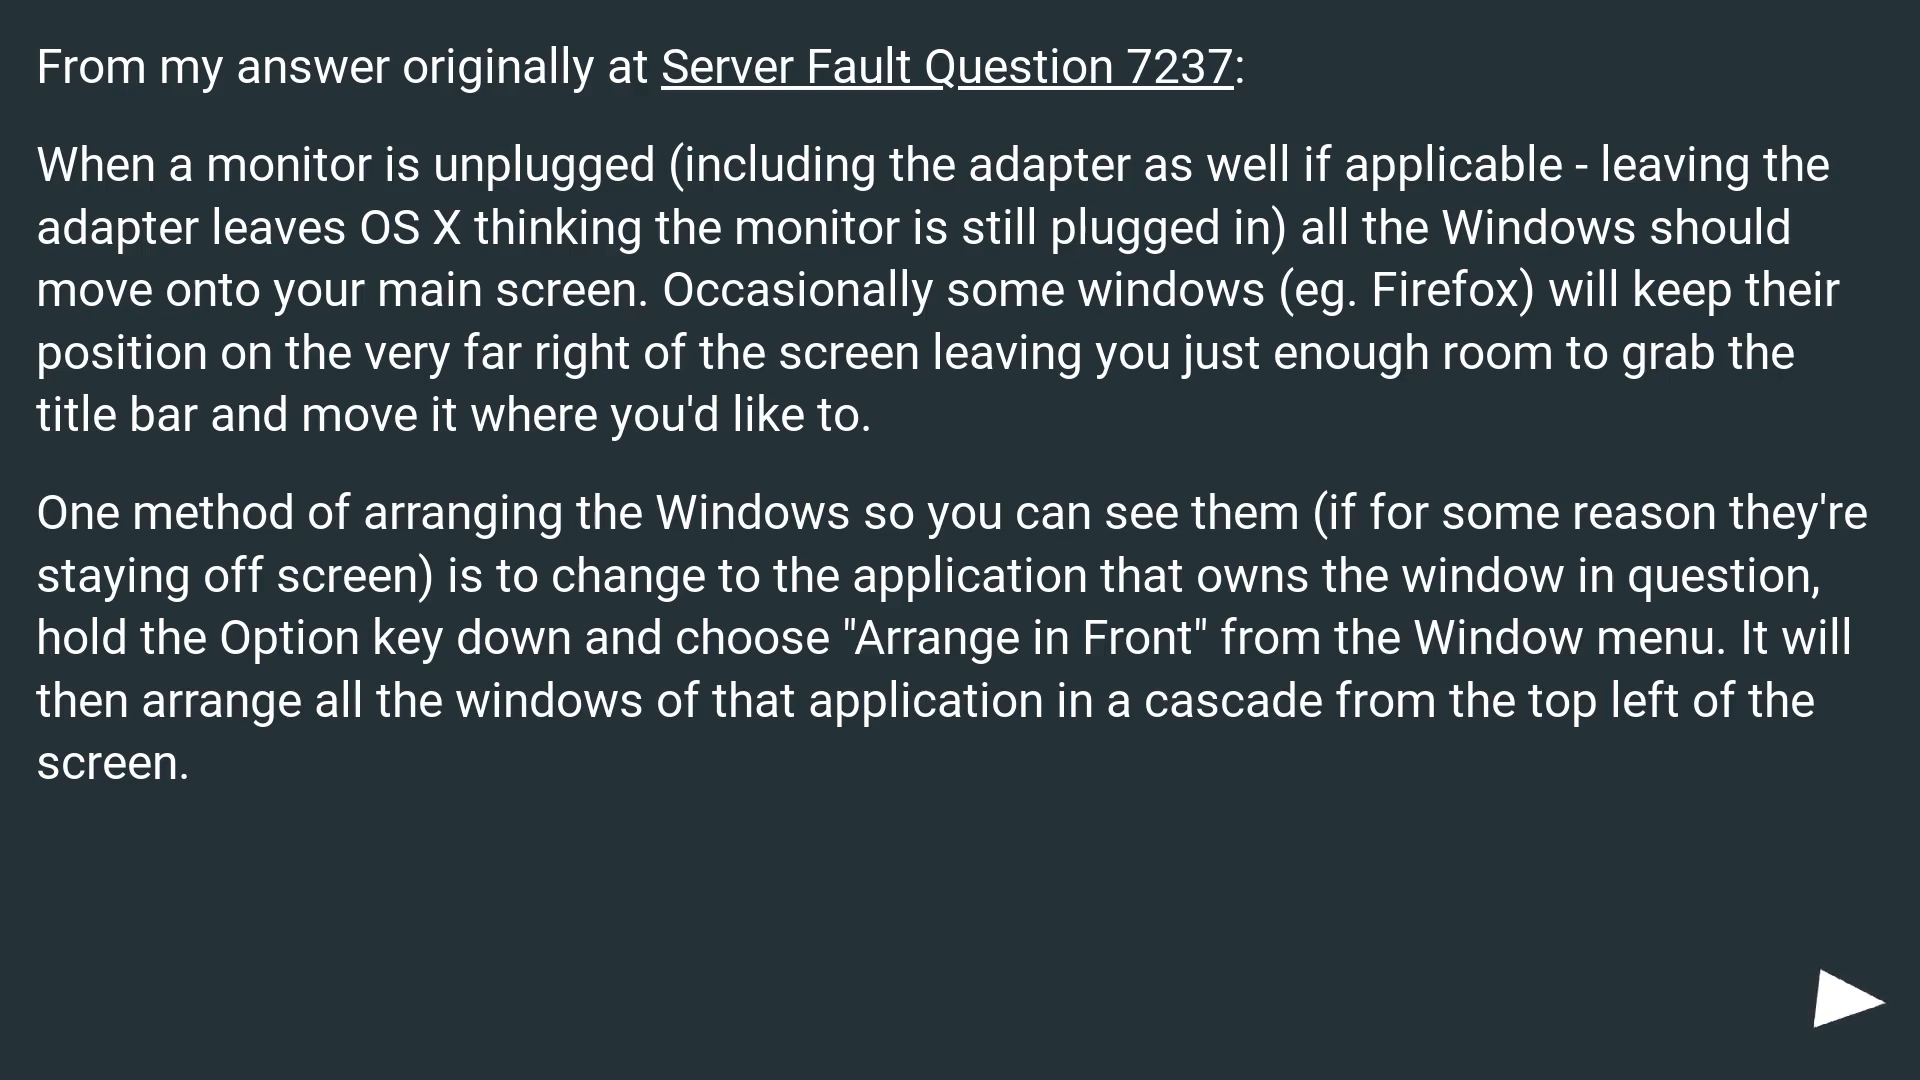 From my answer originally at Server Fault Question 7237:
When a monitor is unplugged (including the adapter as well if applicable - leaving the
adapter leaves OS X thinking the monitor is still plugged in) all the Windows should
move onto your main screen. Occasionally some windows (eg. Firefox) will keep their
position on the very far right of the screen leaving you just enough room to grab the
title bar and move it where you'd like to.
One method of arranging the Windows so you can see them (if for some reason they're
staying off screen) is to change to the application that owns the window in question,
hold the Option key down and choose "Arrange in Front" from the Window menu. It will
then arrange all the windows of that application in a cascade from the top left of the
screen.